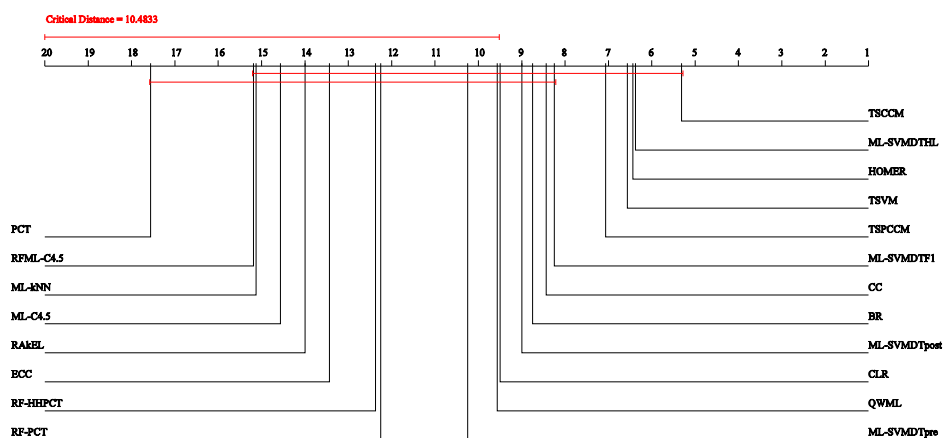 Critical Distance = 10.4833
20 19 18 17 16 15 14 13 12 11 10 9 8 7 6 5 4 3 2 1
TSCCM
ML-SVMDTHL
HOMER
TSVM
PCT TSPCCM
RFML-C4.5 ML-SVMDTF1
ML-kNN CC
ML-C4.5 BR
RAkEL ML-SVMDTpost
ECC CLR
RF-HHPCT QWML
RF-PCT ML-SVMDTpre